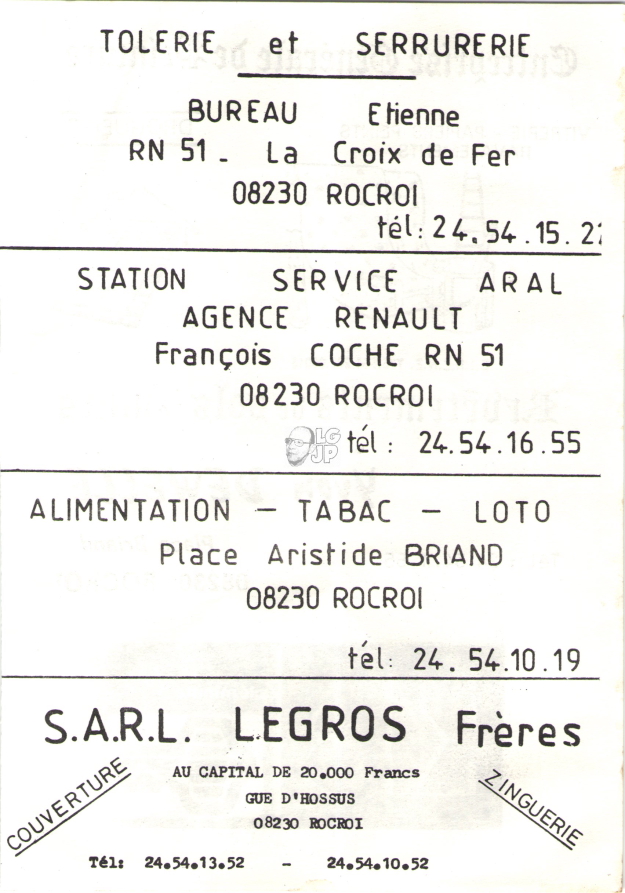 TOLERIE et SERRURERIE
BUREAU Etienne
RN 51 - La Croix de Fer
08230 ROCROI
tél: 24.54.15.22
STATION SERVICE ARAL
AGENCE RENAULT
François COCHE RN 51
08230 ROCROI
LG
JP
tél: 24.54.16.55
ALIMENTATION - TABAC - LOTO
Place Aristide BRIAND
08230 ROCROI
tél: 24.54.10.19
S.A.R.L. LEGROS Frères
AU CAPITAL DE 20.000 Francs
GUE D'HOSSUS
08230 ROCROI
COUVERTURE
ZINGUERIE
Tél: 24.54.13.52 - 24.54.10.52